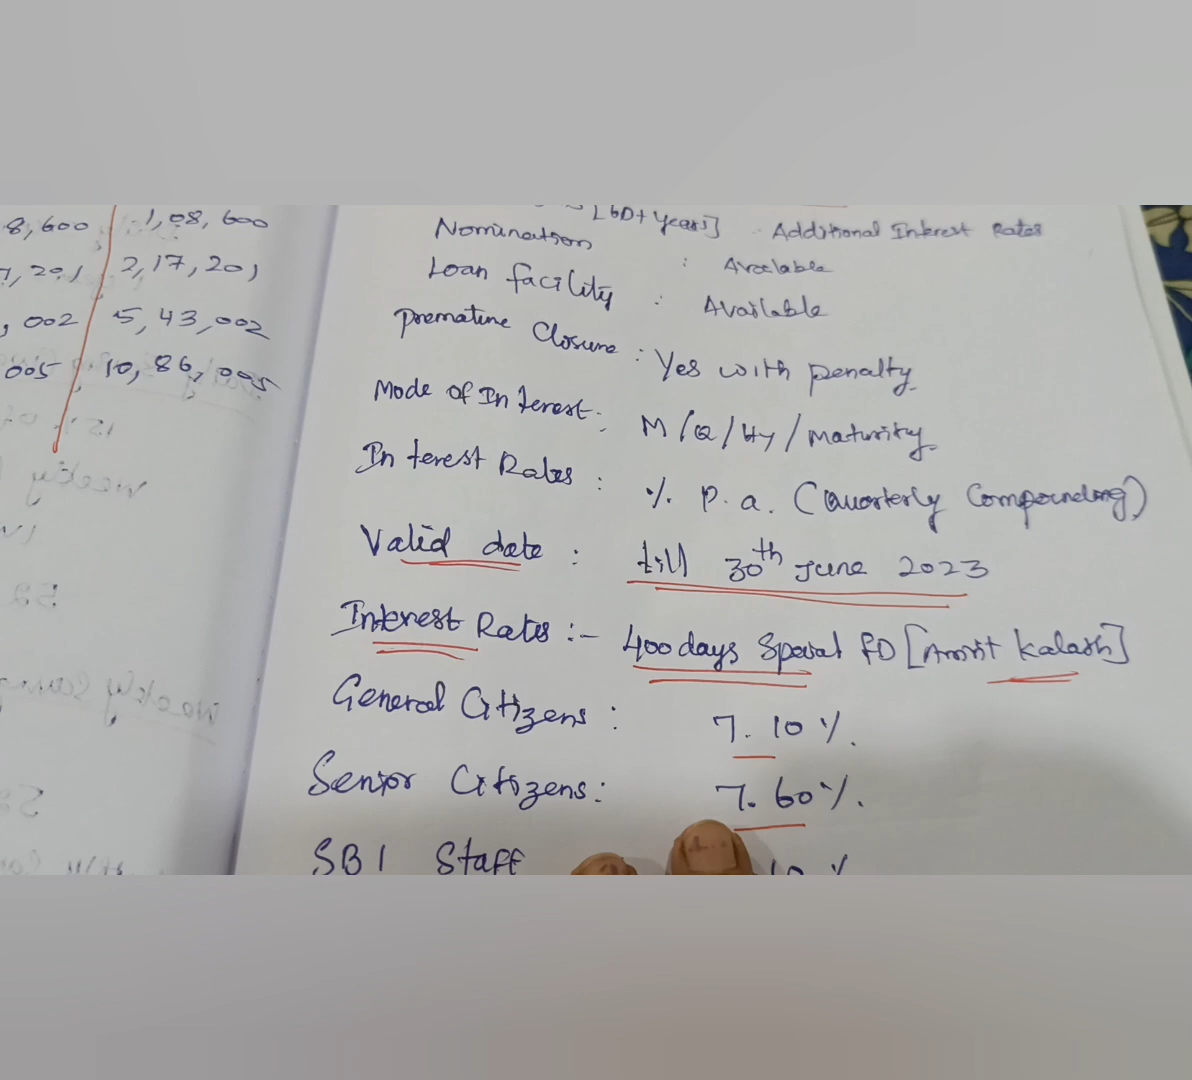 8,600 1,08,600
7,201 2,17,201
,002 5,43,002
005 10,86,005
[60+ years] Additional Interest Rates
Nomination : Available
Loan facility : Available
Premature Closure : Yes with penalty
Mode of Interest : M/Q/Hy/maturity
Interest Rates : % P.a. (Quarterly Compounding)
Valid date : till 30th June 2023
Interest Rates :- 400 days Special FD [Amrit Kalash]
General Citizens : 7.10%.
Senior Citizens : 7.60%.
SBI Staff